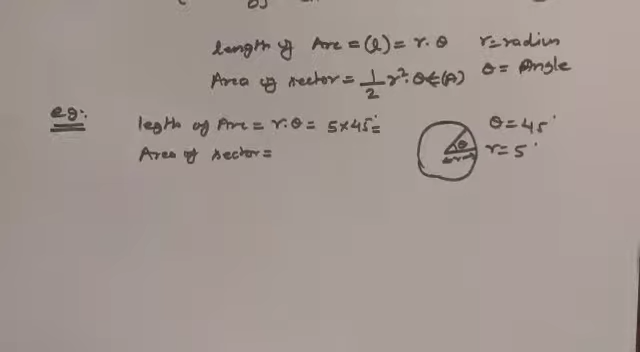 length of Arc = (l) = r. θ r = radius
Area of sector = 1/2 r². θ (A) θ = Angle
eg:
legth of Arc = r. θ = 5 x 45° = θ = 45°
Area of sector = θ r r = 5